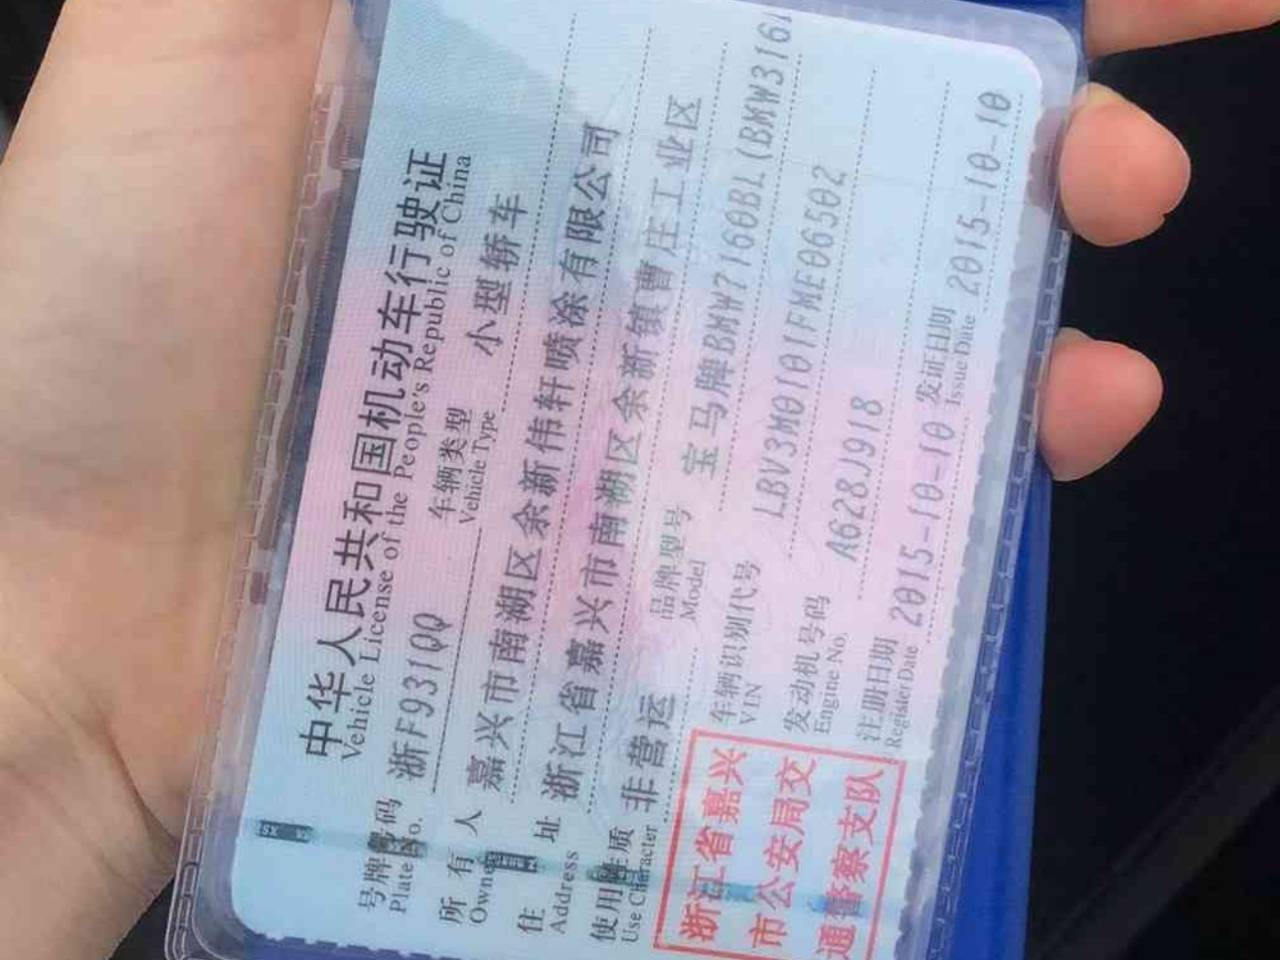 中华人民共和国机动车行驶证
Vehicle License of the People's Republic of China
号牌号码 浙F931QQ 车辆类型 小型轿车
Plate No. Vehicle Type
所有人 嘉兴市南湖区余新伟轩喷涂有限公司
Owner
住址 浙江省嘉兴市南湖区余新镇曹庄工业区
Address
使用性质 非营运 品牌型号 宝马牌BMW7160BL(BMW316i
Use Character Model
车辆识别代号 LBV3M0101FME06502
VIN
发动机号码 A628J918
Engine No.
注册日期 2015-10-10 发证日期 2015-10-10
Register Date Issue Date
浙江省嘉兴
市公安局交
通警察支队